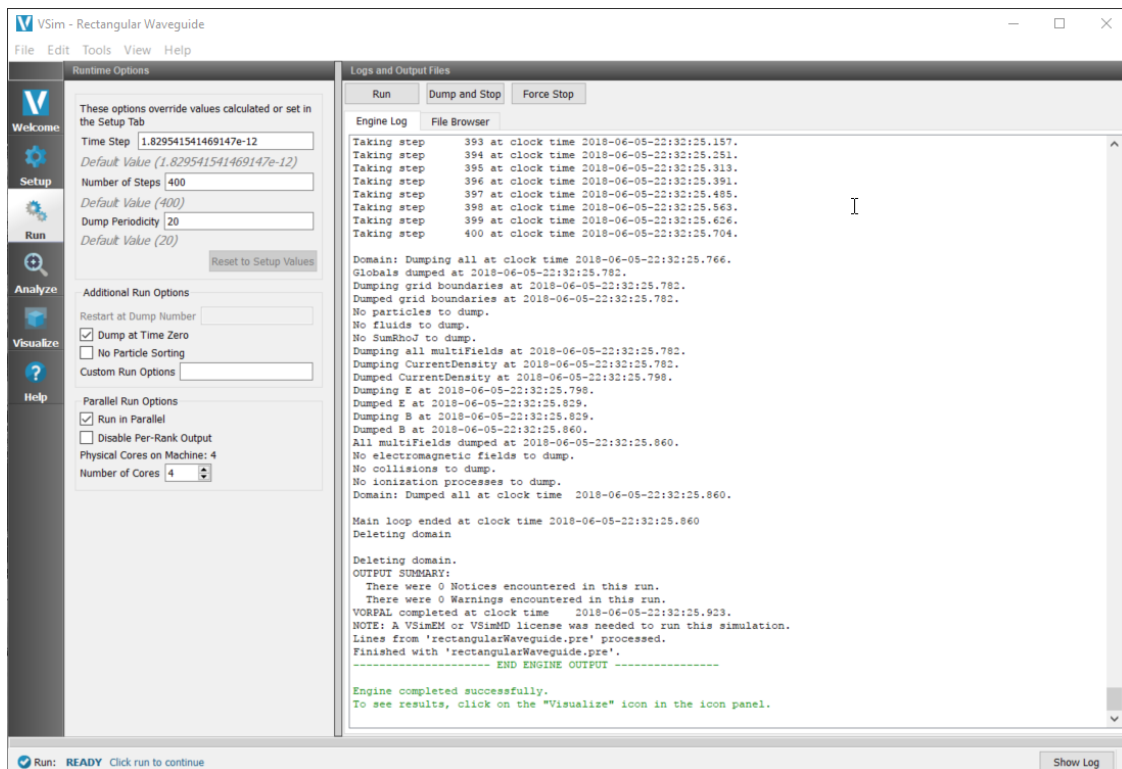 VSim - Rectangular Waveguide
File Edit Tools View Help
Welcome
Setup
Run
Analyze
Visualize
Help
Runtime Options
These options override values calculated or set in
the Setup Tab
Time Step 1.829541541469147e-12
Default Value (1.829541541469147e-12)
Number of Steps 400
Default Value (400)
Dump Periodicity 20
Default Value (20)
Reset to Setup Values
Additional Run Options
Restart at Dump Number
Dump at Time Zero
No Particle Sorting
Custom Run Options
Parallel Run Options
Run in Parallel
Disable Per-Rank Output
Physical Cores on Machine: 4
Number of Cores 4
Logs and Output Files
Run Dump and Stop Force Stop
Engine Log File Browser
Taking step 393 at clock time 2018-06-05-22:32:25.157.
Taking step 394 at clock time 2018-06-05-22:32:25.251.
Taking step 395 at clock time 2018-06-05-22:32:25.313.
Taking step 396 at clock time 2018-06-05-22:32:25.391.
Taking step 397 at clock time 2018-06-05-22:32:25.485.
Taking step 398 at clock time 2018-06-05-22:32:25.563.
Taking step 399 at clock time 2018-06-05-22:32:25.626.
Taking step 400 at clock time 2018-06-05-22:32:25.704.
Domain: Dumping all at clock time 2018-06-05-22:32:25.766.
Globals dumped at 2018-06-05-22:32:25.782.
Dumping grid boundaries at 2018-06-05-22:32:25.782.
Dumped grid boundaries at 2018-06-05-22:32:25.782.
No particles to dump.
No fluids to dump.
No SumRhoJ to dump.
Dumping all multiFields at 2018-06-05-22:32:25.782.
Dumping CurrentDensity at 2018-06-05-22:32:25.782.
Dumped CurrentDensity at 2018-06-05-22:32:25.798.
Dumping E at 2018-06-05-22:32:25.798.
Dumped E at 2018-06-05-22:32:25.829.
Dumping B at 2018-06-05-22:32:25.829.
Dumped B at 2018-06-05-22:32:25.860.
All multiFields dumped at 2018-06-05-22:32:25.860.
No electromagnetic fields to dump.
No collisions to dump.
No ionization processes to dump.
Domain: Dumped all at clock time 2018-06-05-22:32:25.860.
Main loop ended at clock time 2018-06-05-22:32:25.860
Deleting domain
Deleting domain.
OUTPUT SUMMARY:
There were 0 Notices encountered in this run.
There were 0 Warnings encountered in this run.
VORPAL completed at clock time 2018-06-05-22:32:25.923.
NOTE: A VSimEM or VSimMD license was needed to run this simulation.
Lines from 'rectangularWaveguide.pre' processed.
Finished with 'rectangularWaveguide.pre'.
--------------------- END ENGINE OUTPUT ----------------
Engine completed successfully.
To see results, click on the "Visualize" icon in the icon panel.
Run: READY Click run to continue
Show Log